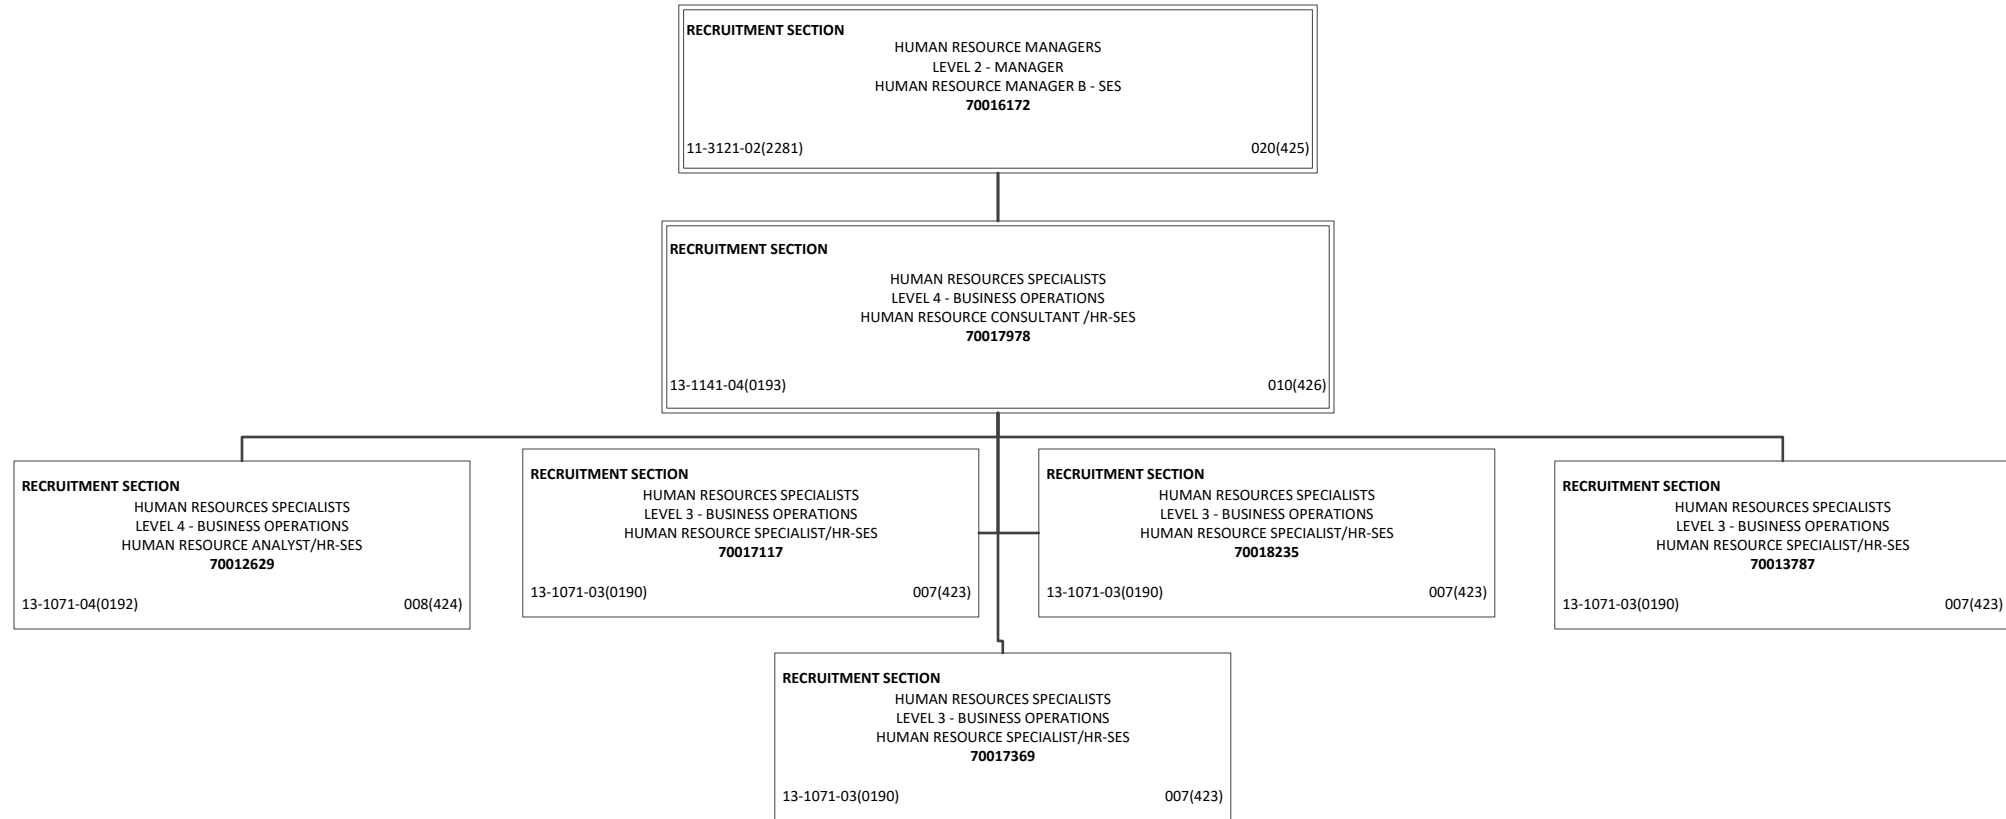 RECRUITMENT SECTION
HUMAN RESOURCE MANAGERS
LEVEL 2 - MANAGER
HUMAN RESOURCE MANAGER B - SES
70016172
11-3121-02(2281) 020(425)
RECRUITMENT SECTION
HUMAN RESOURCES SPECIALISTS
LEVEL 4 - BUSINESS OPERATIONS
HUMAN RESOURCE CONSULTANT /HR-SES
70017978
13-1141-04(0193) 010(426)
RECRUITMENT SECTION
HUMAN RESOURCES SPECIALISTS
LEVEL 4 - BUSINESS OPERATIONS
HUMAN RESOURCE ANALYST/HR-SES
70012629
13-1071-04(0192) 008(424)
RECRUITMENT SECTION
HUMAN RESOURCES SPECIALISTS
LEVEL 3 - BUSINESS OPERATIONS
HUMAN RESOURCE SPECIALIST/HR-SES
70017117
13-1071-03(0190) 007(423)
RECRUITMENT SECTION
HUMAN RESOURCES SPECIALISTS
LEVEL 3 - BUSINESS OPERATIONS
HUMAN RESOURCE SPECIALIST/HR-SES
70018235
13-1071-03(0190) 007(423)
RECRUITMENT SECTION
HUMAN RESOURCES SPECIALISTS
LEVEL 3 - BUSINESS OPERATIONS
HUMAN RESOURCE SPECIALIST/HR-SES
70013787
13-1071-03(0190) 007(423)
RECRUITMENT SECTION
HUMAN RESOURCES SPECIALISTS
LEVEL 3 - BUSINESS OPERATIONS
HUMAN RESOURCE SPECIALIST/HR-SES
70017369
13-1071-03(0190) 007(423)